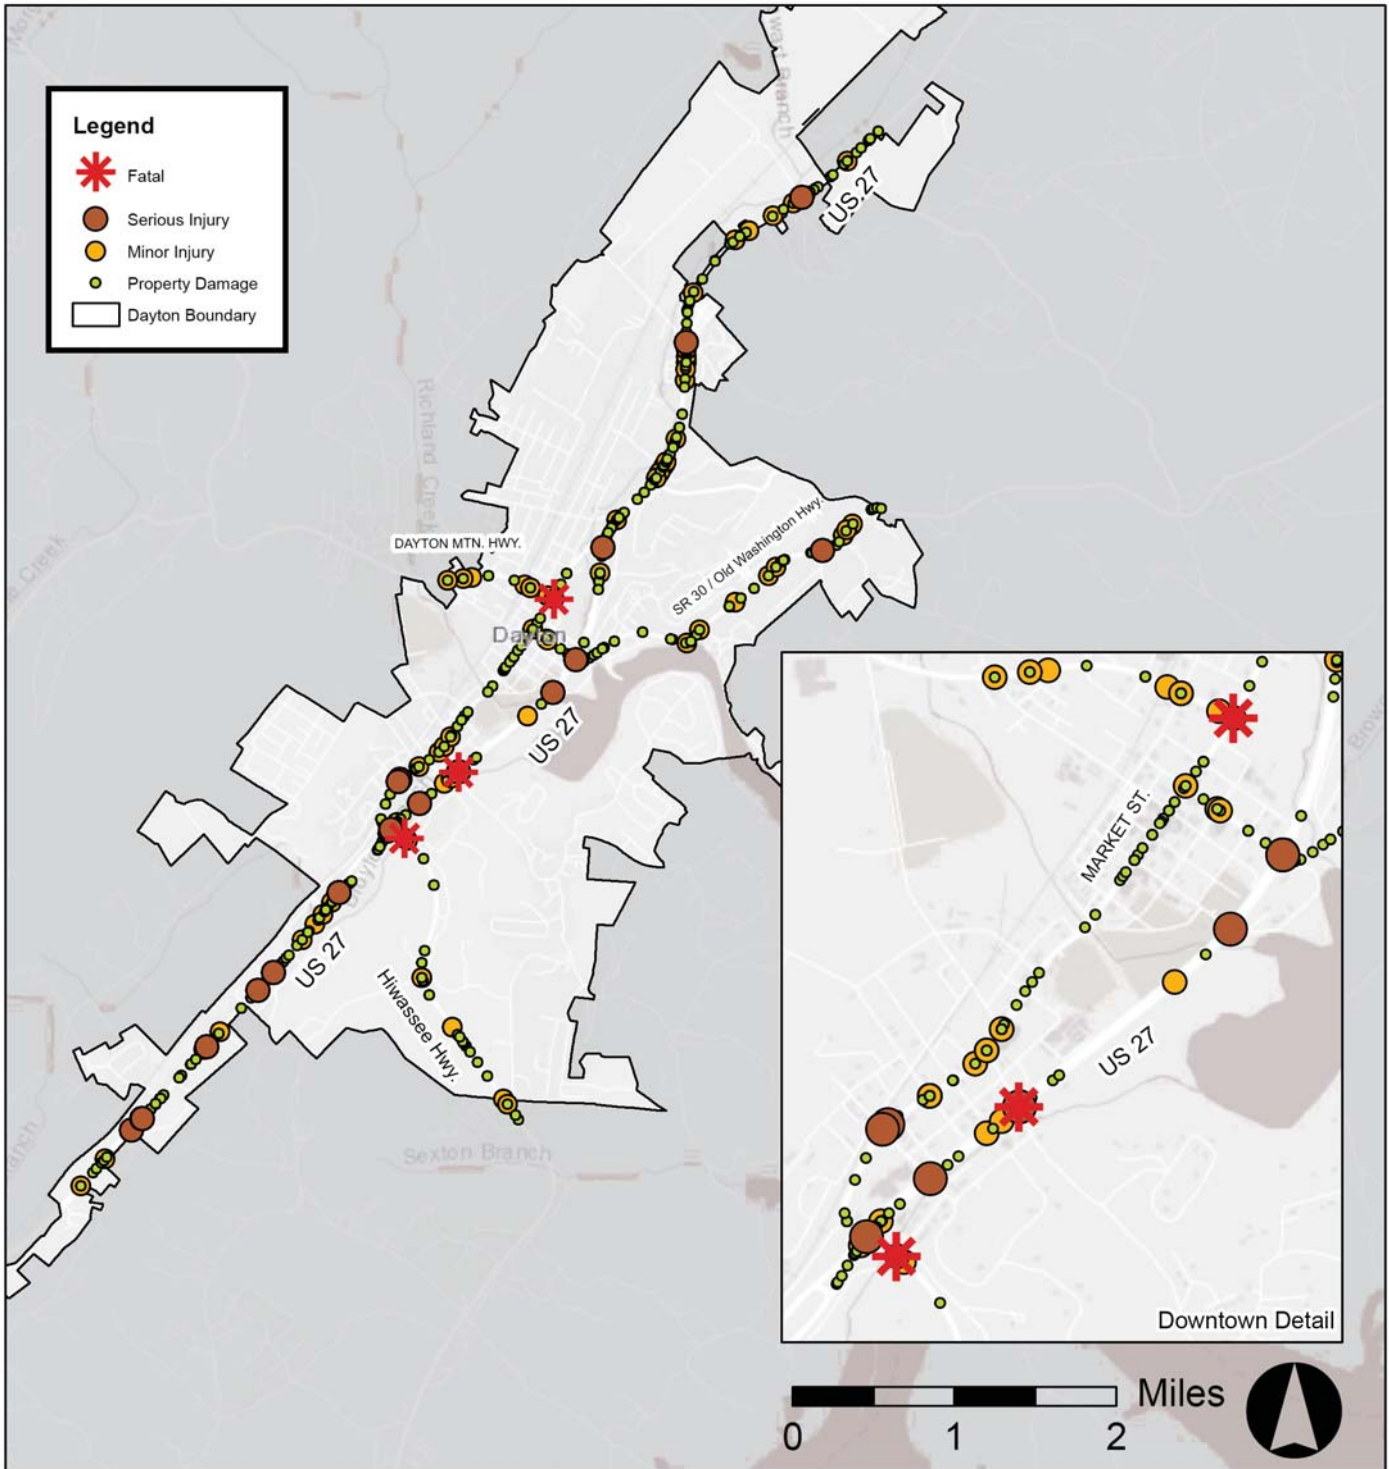 Legend
Fatal
Serious Injury
Minor Injury
Property Damage
Dayton Boundary
US 27
Richland Creek
DAYTON MTN. HWY.
SR 30 / Old Washington Hwy.
Dayton
US 27
US 27
Hiwassee Hwy.
Sexton Branch
MARKET ST.
US 27
Downtown Detail
Miles
0 1 2